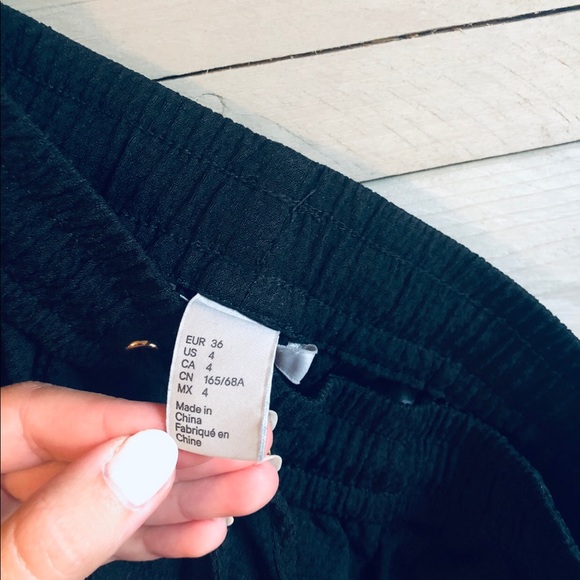 EUR 36
US 4
CA 4
CN 165/68A
MX 4
Made in
China
Fabriqué en
Chine